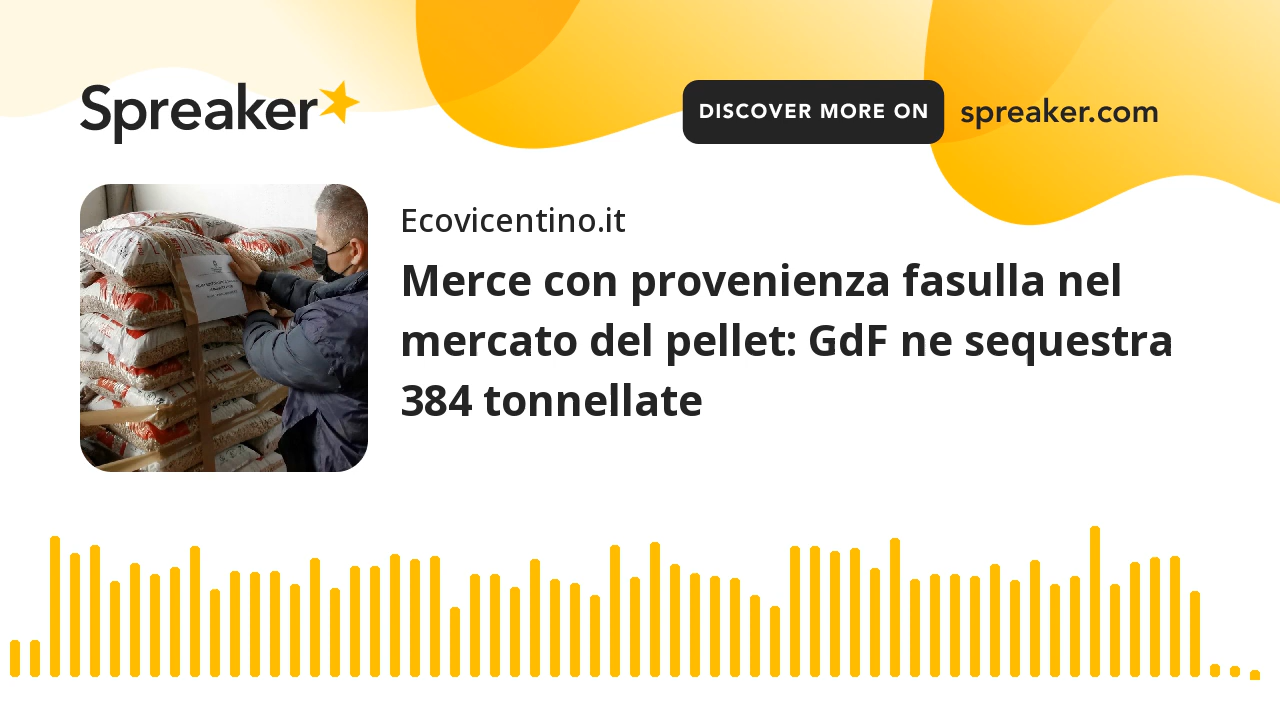 Spreaker
DISCOVER MORE ON
spreaker.com
Ecovicentino.it
Merce con provenienza fasulla nel
mercato del pellet: GdF ne sequestra
384 tonnellate